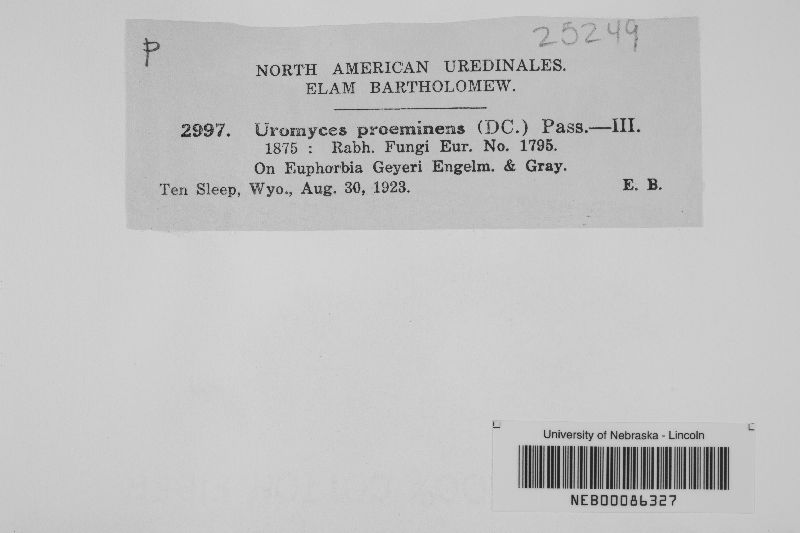 P
25249
NORTH AMERICAN UREDINALES.
ELAM BARTHOLOMEW.
2997. Uromyces proeminens (DC.) Pass.—III.
1875 : Rabh. Fungi Eur. No. 1795.
On Euphorbia Geyeri Engelm. & Gray.
Ten Sleep, Wyo., Aug. 30, 1923. E. B.
University of Nebraska - Lincoln
NEB00086327